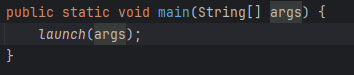 public static void main(String[] args) {
    launch(args);
}